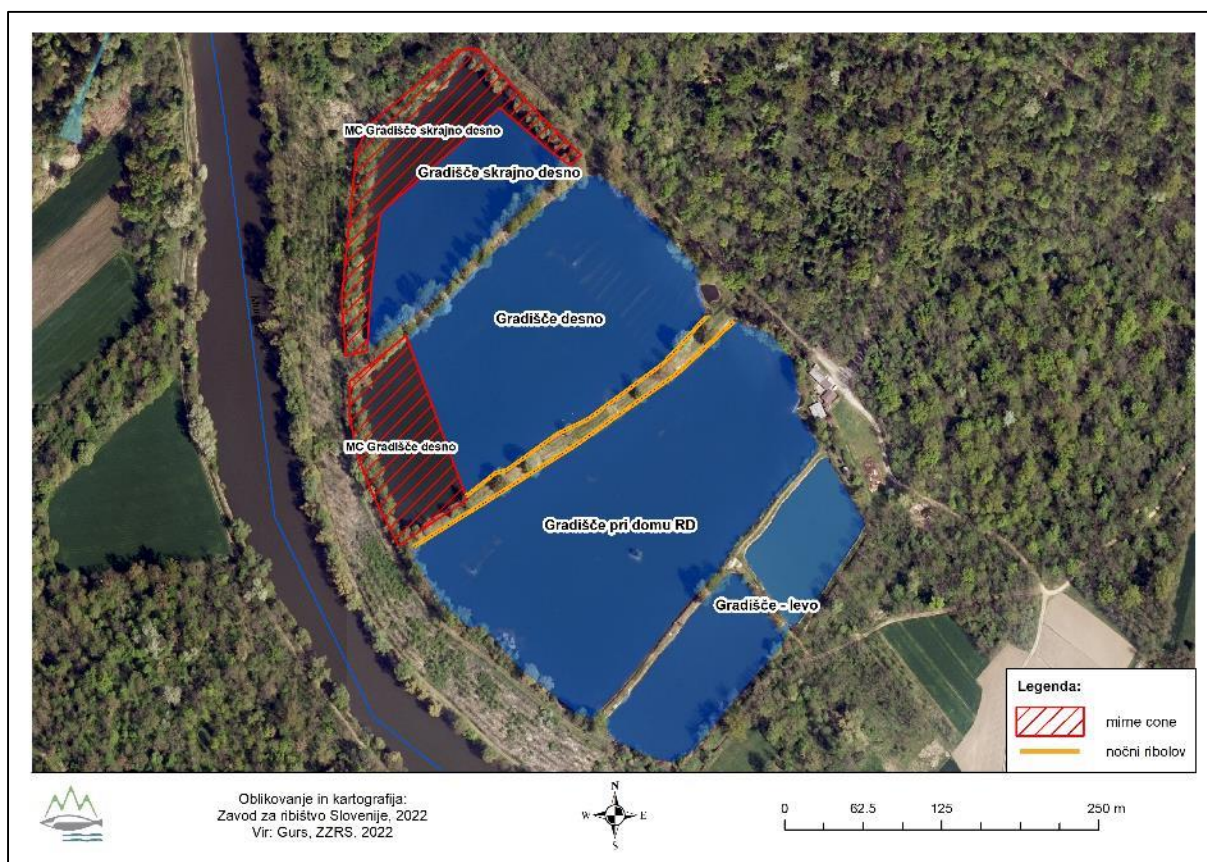 MC Gradišče skrajno desno
Gradišče skrajno desno
Gradišče desno
MC Gradišče desno
Gradišče pri domu RD
Gradišče - levo
Legenda:
mirne cone
nočni ribolov
Oblikovanje in kartografija:
Zavod za ribištvo Slovenije, 2022
Vir: Gurs, ZZRS, 2022
N
W E
S
0 62.5 125 250 m